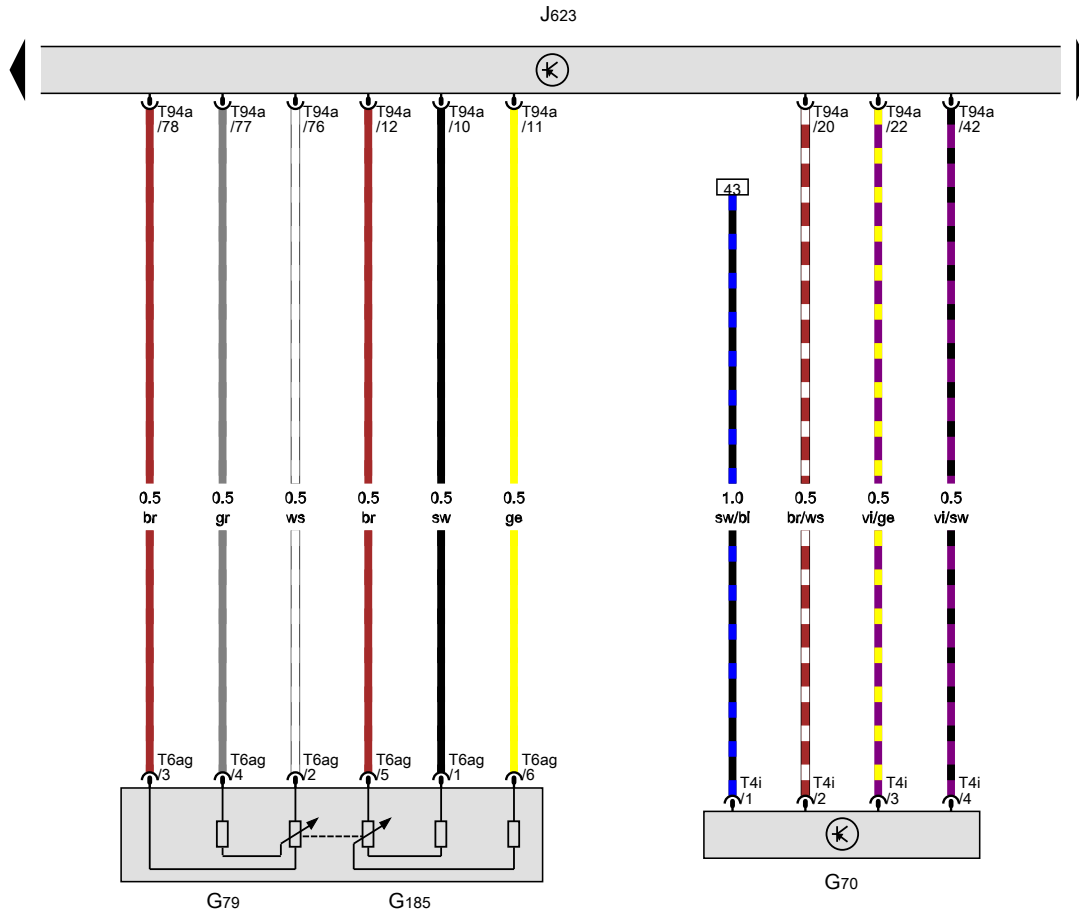 J623
T94a T94a T94a T94a T94a T94a T94a T94a T94a
/78 /77 /76 /12 /10 /11 /20 /22 /42
43
0.5 0.5 0.5 0.5 0.5 0.5 1.0 0.5 0.5 0.5
br gr ws br sw ge sw/bl br/ws vi/ge vi/sw
T6ag T6ag T6ag T6ag T6ag T6ag
/3 /4 /2 /5 /1 /6
T4i T4i T4i T4i
/1 /2 /3 /4
G70
G79 G185